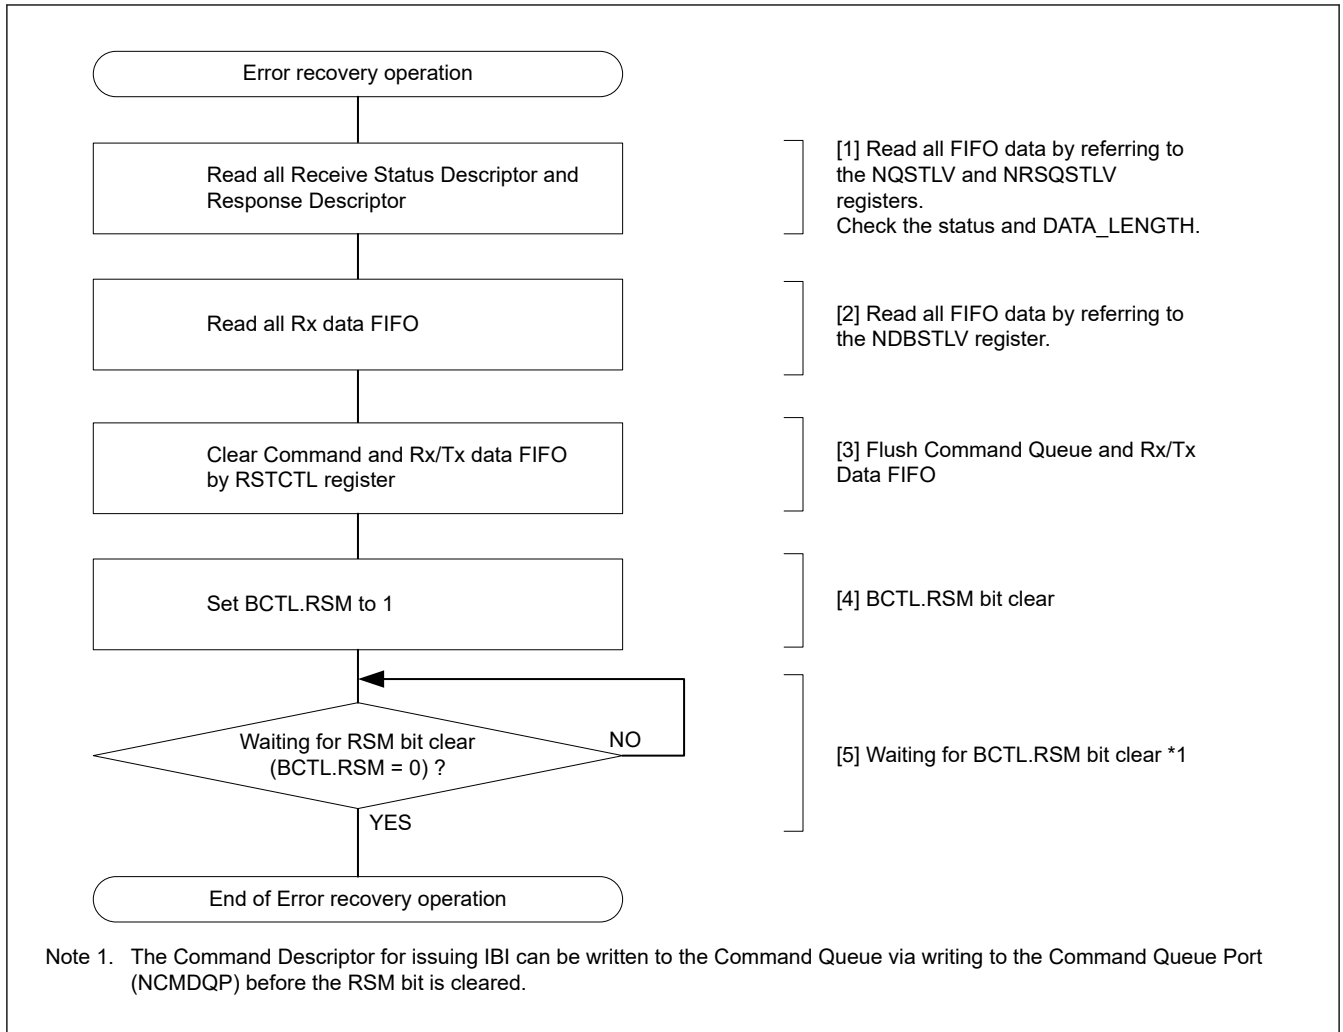 Error recovery operation
Read all Receive Status Descriptor and
Response Descriptor
[1] Read all FIFO data by referring to
the NQSTLV and NRSQSTLV
registers.
Check the status and DATA_LENGTH.
Read all Rx data FIFO
[2] Read all FIFO data by referring to
the NDBSTLV register.
Clear Command and Rx/Tx data FIFO
by RSTCTL register
[3] Flush Command Queue and Rx/Tx
Data FIFO
Set BCTL.RSM to 1
[4] BCTL.RSM bit clear
Waiting for RSM bit clear
(BCTL.RSM = 0) ?
NO
[5] Waiting for BCTL.RSM bit clear *1
YES
End of Error recovery operation
Note 1. The Command Descriptor for issuing IBI can be written to the Command Queue via writing to the Command Queue Port
(NCMDQP) before the RSM bit is cleared.